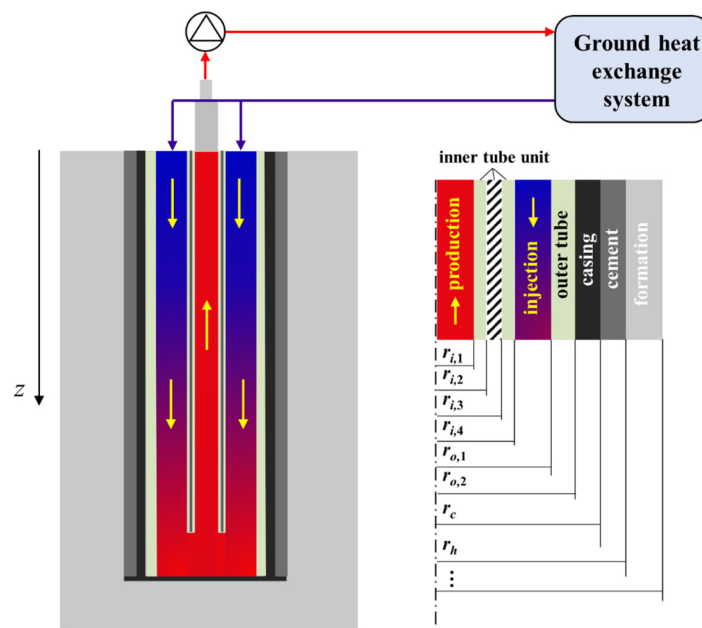 Ground heat
exchange
system
inner tube unit
production
injection
outer tube
casing
cement
formation
z
r_{i,1}
r_{i,2}
r_{i,3}
r_{i,4}
r_{o,1}
r_{o,2}
r_c
r_h
⋮